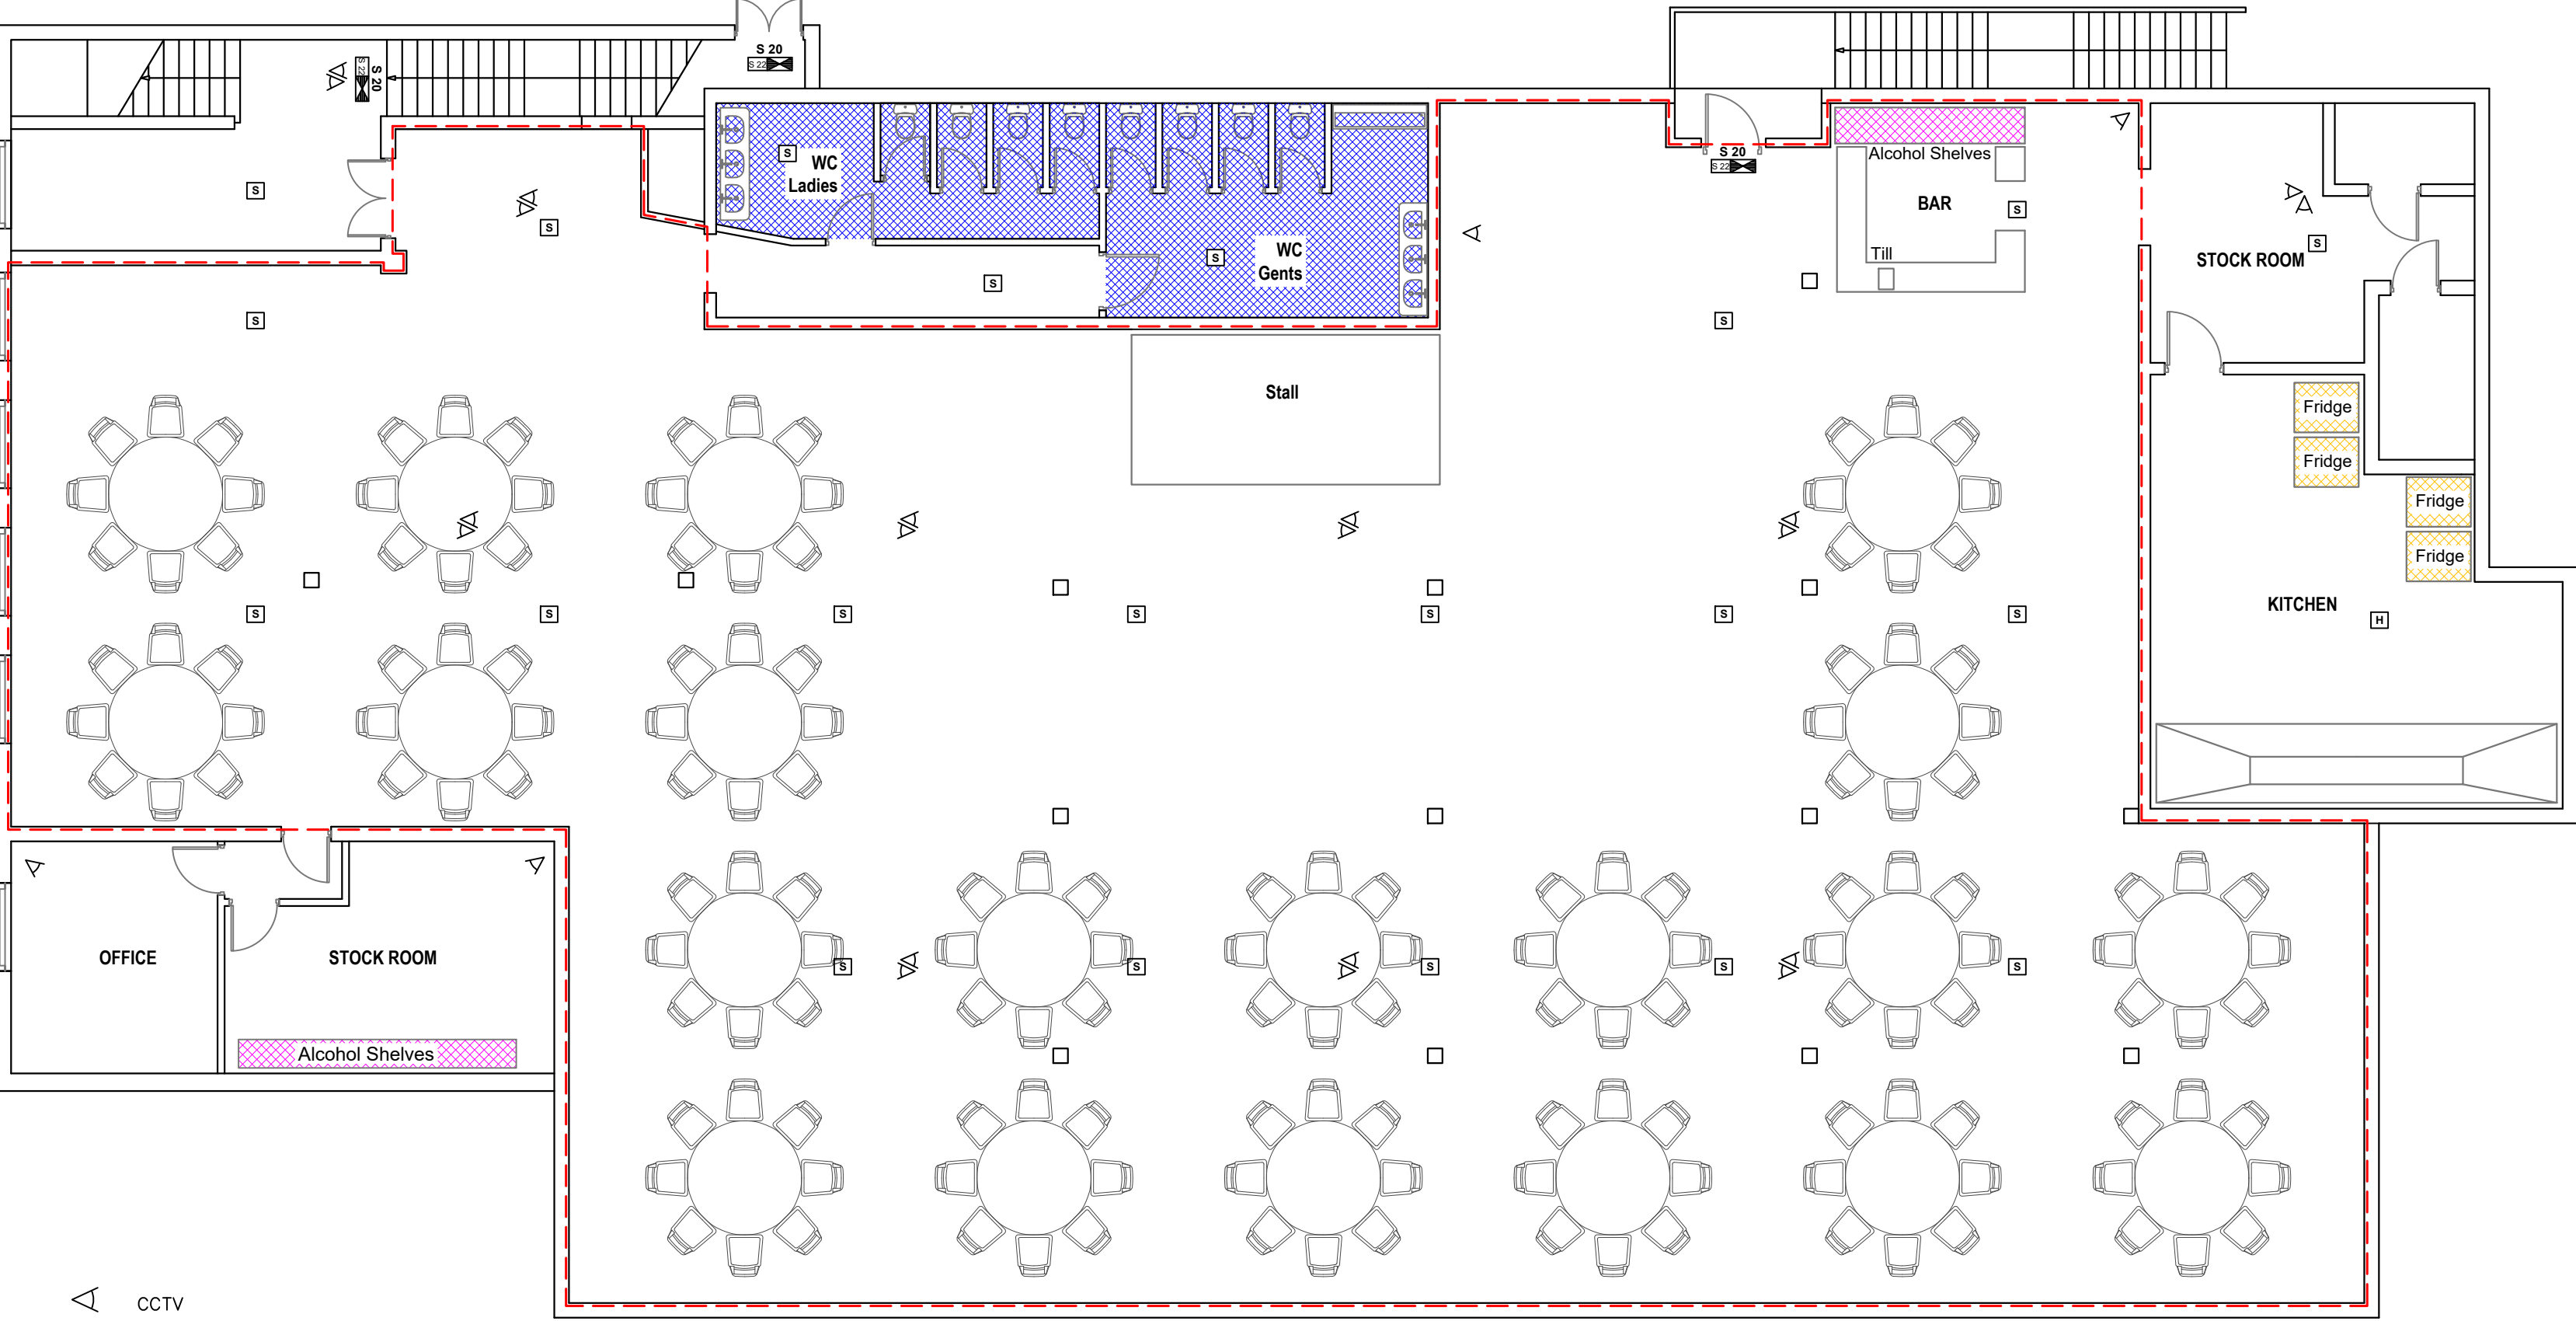 S 20
S 22
S 20
S 22
S 20
S 22
Alcohol Shelves
S
WC
Ladies
S
BAR
S
S
WC
Gents
S
S
Till
S
STOCK ROOM
S
S
S
Stall
Fridge
Fridge
Fridge
Fridge
KITCHEN
H
S
S
S
S
S
S
S
OFFICE
STOCK ROOM
S
S
S
S
S
Alcohol Shelves
CCTV